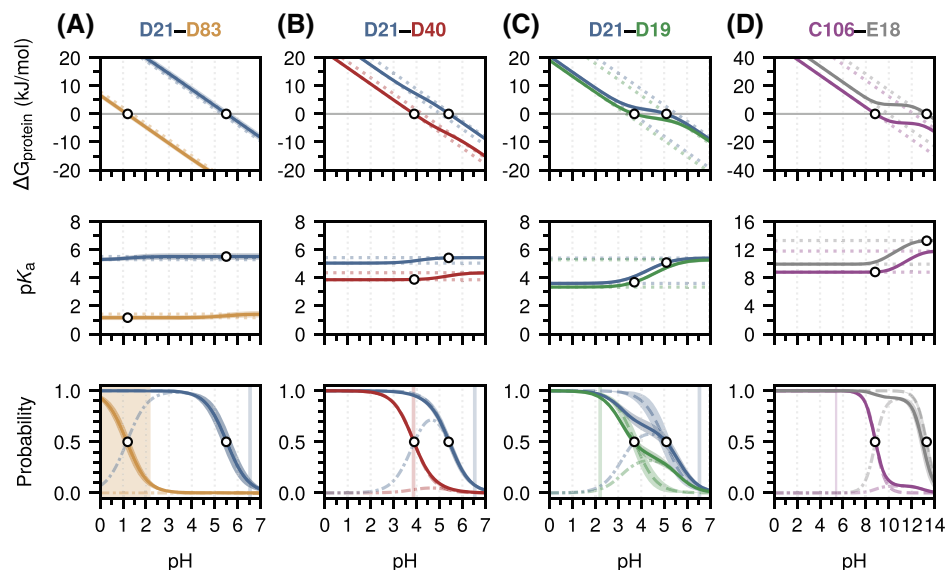 (A) D21–D83 (B) D21–D40 (C) D21–D19 (D) C106–E18
ΔGprotein (kJ/mol)
20 20 20 40
10 10 10 20
0 0 0 0
-10 -10 -10 -20
-20 -20 -20 -40
pKa
8 8 8 16
6 6 6 12
4 4 4 8
2 2 2 4
0 0 0 0
Probability
1.0 1.0 1.0 1.0
0.5 0.5 0.5 0.5
0.0 0.0 0.0 0.0
0 1 2 3 4 5 6 7 0 1 2 3 4 5 6 7 0 1 2 3 4 5 6 7 0 2 4 6 8 10 12 14
pH pH pH pH